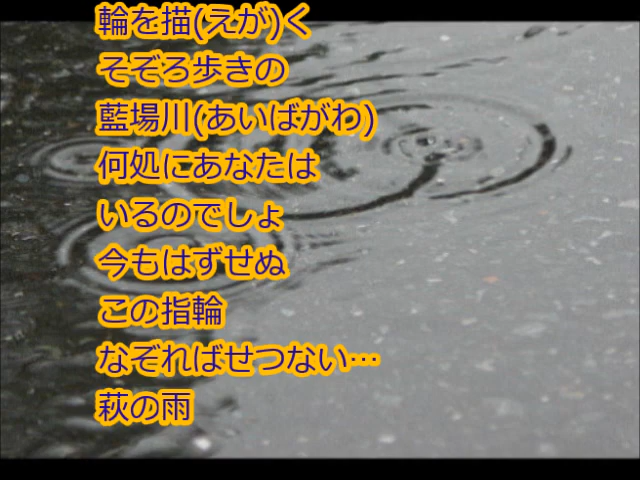 輪を描(えが)く
そぞろ歩きの
藍場川(あいばがわ)
何処にあなたは
いるのでしょ
今もはずせぬ
この指輪
なぞればせつない…
萩の雨